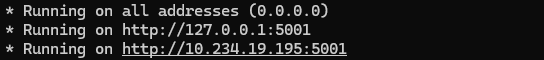 * Running on all addresses (0.0.0.0)
* Running on http://127.0.0.1:5001
* Running on http://10.234.19.195:5001